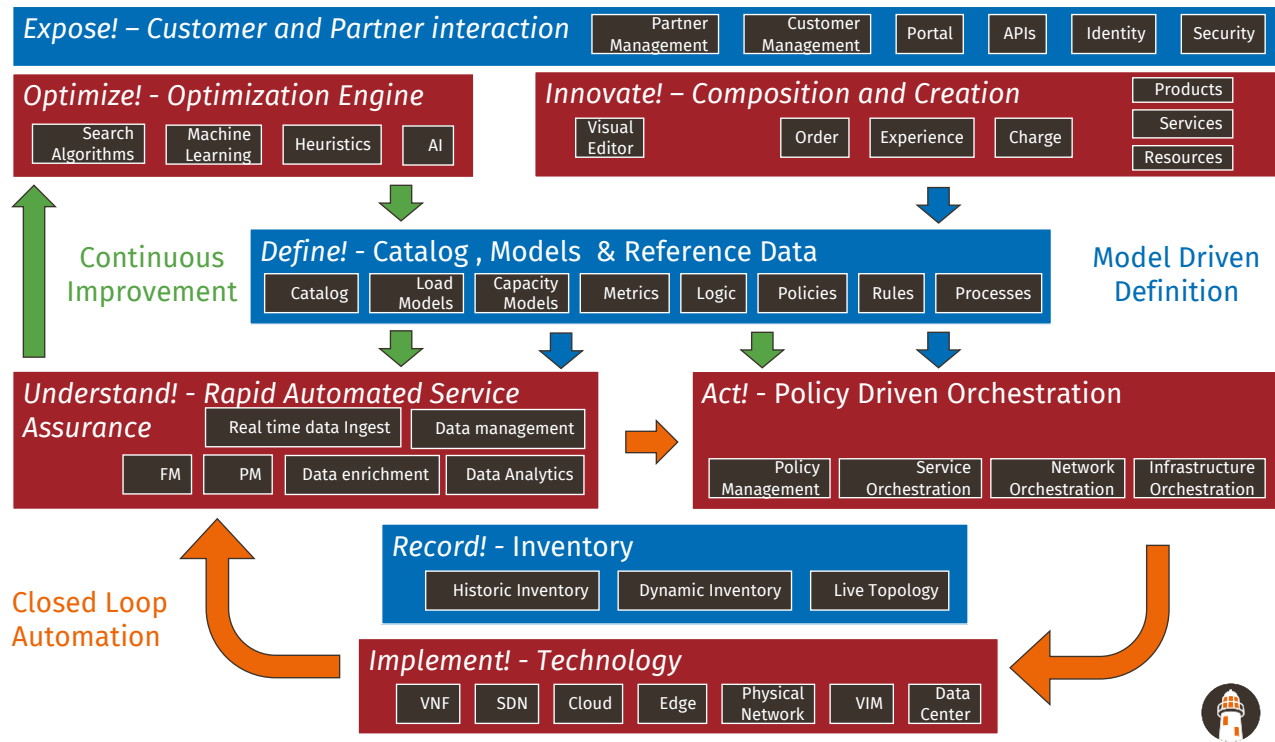 Expose! – Customer and Partner interaction
Partner
Management
Customer
Management
Portal
APIs
Identity
Security
Optimize! - Optimization Engine
Search
Algorithms
Machine
Learning
Heuristics
AI
Innovate! – Composition and Creation
Visual
Editor
Order
Experience
Charge
Products
Services
Resources
Continuous
Improvement
Define! - Catalog , Models & Reference Data
Catalog
Load
Models
Capacity
Models
Metrics
Logic
Policies
Rules
Processes
Model Driven
Definition
Understand! - Rapid Automated Service
Assurance
Real time data Ingest
Data management
FM
PM
Data enrichment
Data Analytics
Act! - Policy Driven Orchestration
Policy
Management
Service
Orchestration
Network
Orchestration
Infrastructure
Orchestration
Record! - Inventory
Historic Inventory
Dynamic Inventory
Live Topology
Closed Loop
Automation
Implement! - Technology
VNF
SDN
Cloud
Edge
Physical
Network
VIM
Data
Center